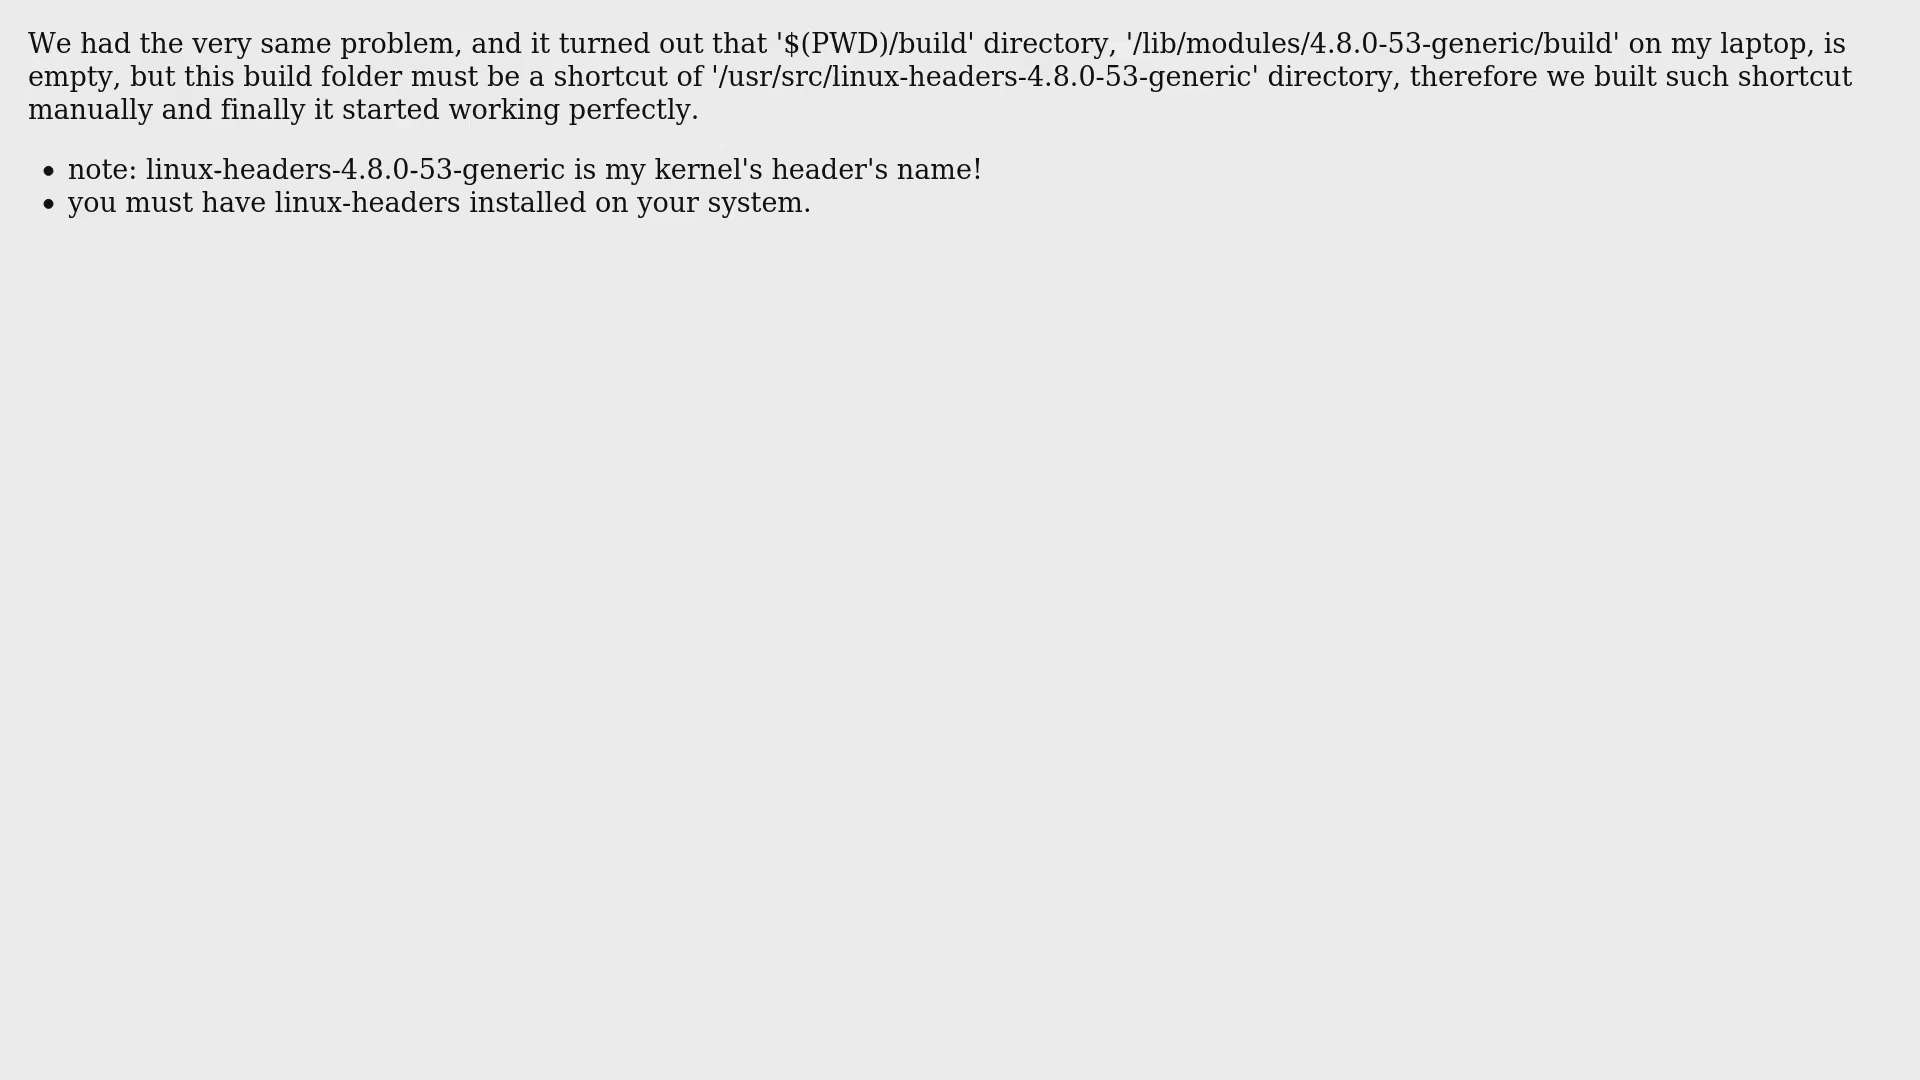 We had the very same problem, and it turned out that '$(PWD)/build' directory, '/lib/modules/4.8.0-53-generic/build' on my laptop, is
empty, but this build folder must be a shortcut of '/usr/src/linux-headers-4.8.0-53-generic' directory, therefore we built such shortcut
manually and finally it started working perfectly.
• note: linux-headers-4.8.0-53-generic is my kernel's header's name!
• you must have linux-headers installed on your system.